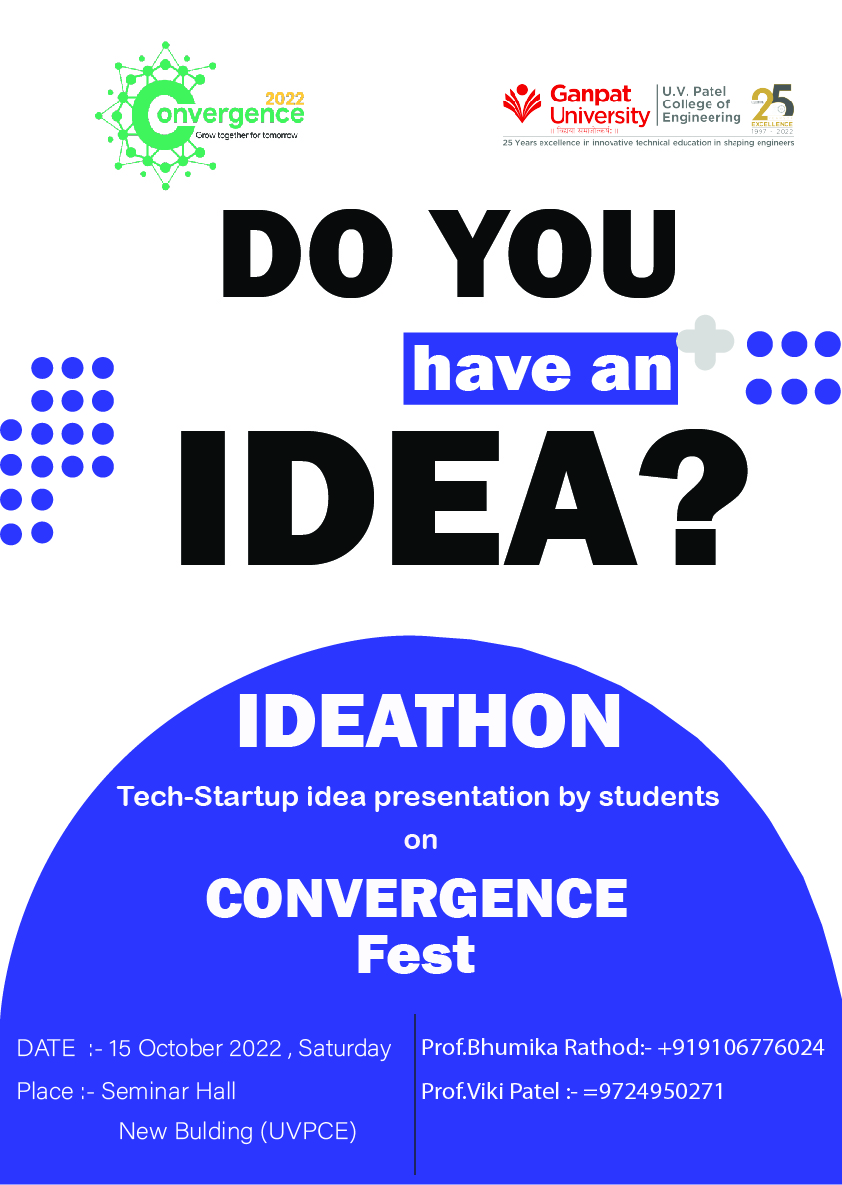 2022
Convergence
Grow together for tomorrow
Ganpat
University
|| विद्यया समाजोत्कर्षः ||
U.V. Patel
College of
Engineering
25
EXCELLENCE
1997 - 2022
25 Years excellence in innovative technical education in shaping engineers
DO YOU
have an
IDEA?
IDEATHON
Tech-Startup idea presentation by students
on
CONVERGENCE
Fest
DATE :- 15 October 2022 , Saturday
Place :- Seminar Hall
New Bulding (UVPCE)
Prof.Bhumika Rathod:- +919106776024
Prof.Viki Patel :- =9724950271